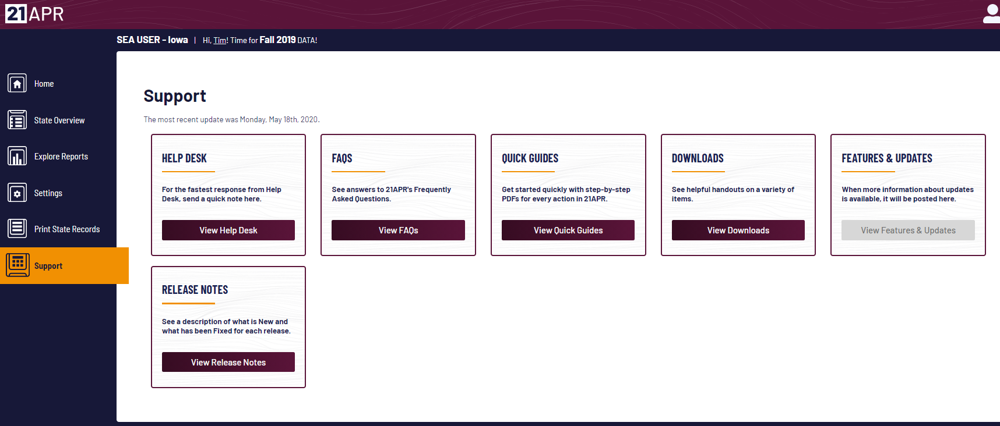 21APR
SEA USER - Iowa | Hi, Tim! Time for Fall 2019 DATA!
Home
State Overview
Explore Reports
Settings
Print State Records
Support
Support
The most recent update was Monday, May 18th, 2020.
HELP DESK
For the fastest response from Help
Desk, send a quick note here.
View Help Desk
FAQS
See answers to 21APR's Frequently
Asked Questions.
View FAQs
QUICK GUIDES
Get started quickly with step-by-step
PDFs for every action in 21APR.
View Quick Guides
DOWNLOADS
See helpful handouts on a variety of
items.
View Downloads
FEATURES & UPDATES
When more information about updates
is available, it will be posted here.
View Features & Updates
RELEASE NOTES
See a description of what is New and
what has been Fixed for each release.
View Release Notes